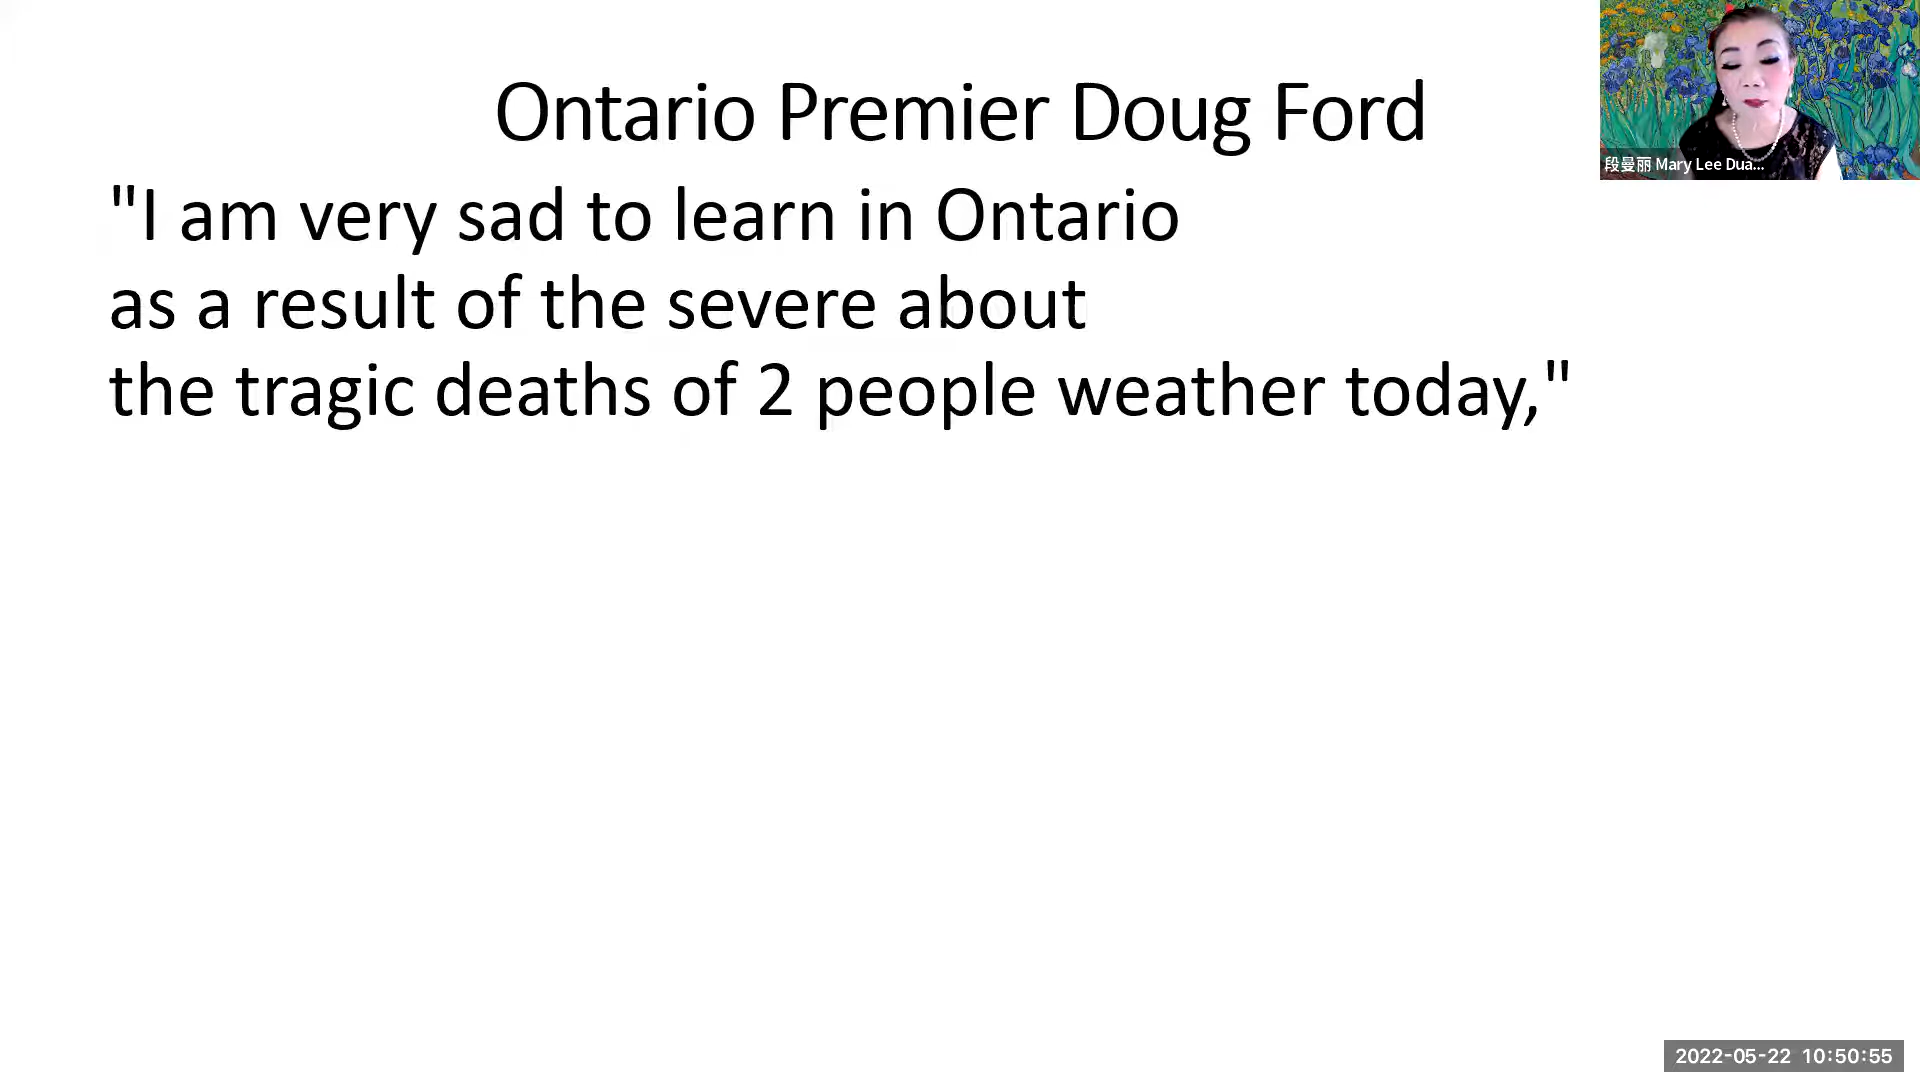 Ontario Premier Doug Ford
"I am very sad to learn in Ontario
as a result of the severe about
the tragic deaths of 2 people weather today,"
段曼丽 Mary Lee Dua...
2022-05-22 10:50:55